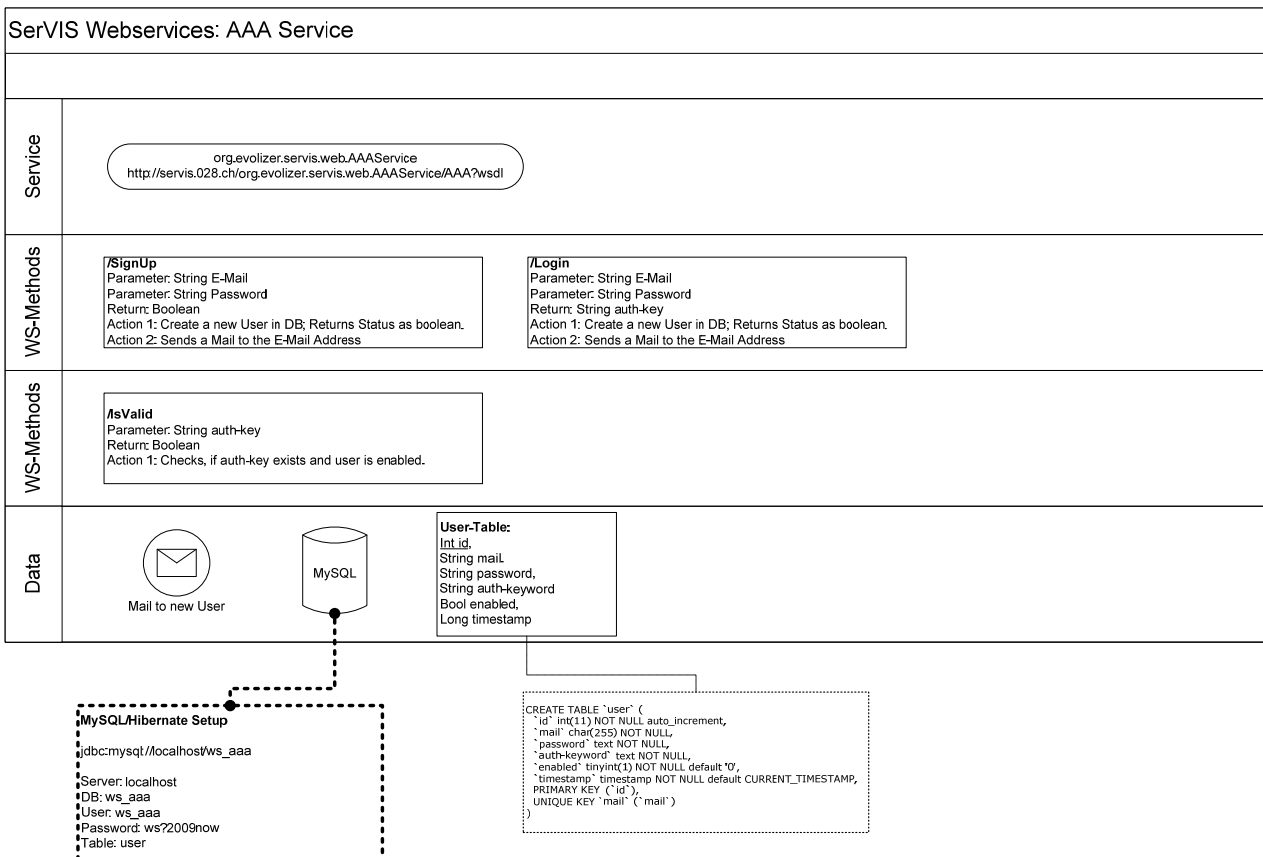 SerVIS Webservices: AAA Service
Service
org.evolizer.servis.web.AAAService
http://servis.028.ch/org.evolizer.servis.web.AAAService/AAA?wsdl
WS-Methods
/SignUp
Parameter: String E-Mail
Parameter: String Password
Return: Boolean
Action 1: Create a new User in DB; Returns Status as boolean.
Action 2: Sends a Mail to the E-Mail Address
/Login
Parameter: String E-Mail
Parameter: String Password
Return: String auth-key
Action 1: Create a new User in DB; Returns Status as boolean.
Action 2: Sends a Mail to the E-Mail Address
WS-Methods
/IsValid
Parameter: String auth-key
Return: Boolean
Action 1: Checks, if auth-key exists and user is enabled.
Data
Mail to new User
MySQL
User-Table:
Int id,
String mail.
String password,
String auth-keyword
Bool enabled,
Long timestamp
MySQL/Hibernate Setup
jdbc:mysql://localhost/ws_aaa
Server: localhost
DB: ws_aaa
User: ws_aaa
Password: ws?2009now
Table: user
CREATE TABLE `user` (
`id` int(11) NOT NULL auto_increment,
`mail` char(255) NOT NULL,
`password` text NOT NULL,
`auth-keyword` text NOT NULL,
`enabled` tinyint(1) NOT NULL default '0',
`timestamp` timestamp NOT NULL default CURRENT_TIMESTAMP,
PRIMARY KEY (`id`),
UNIQUE KEY `mail` (`mail`)
)